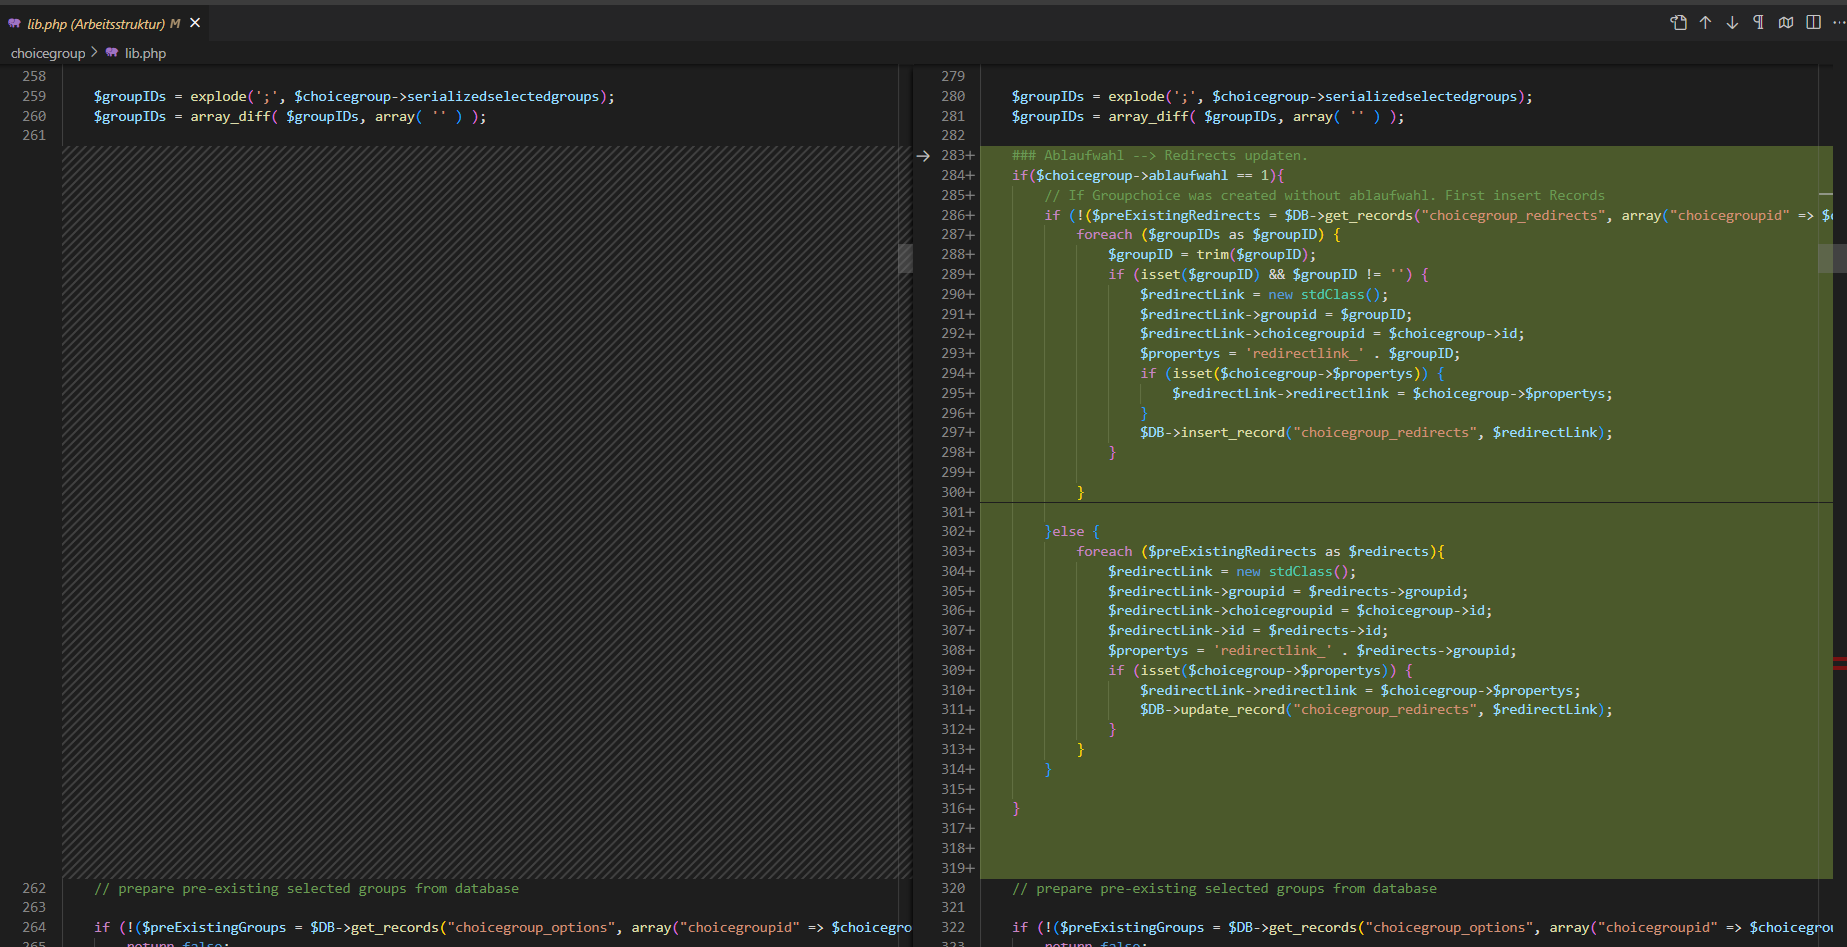 lib.php (Arbeitsstruktur) M
choicegroup > lib.php
258
259 $groupIDs = explode(';', $choicegroup->serializedselectedgroups);
260 $groupIDs = array_diff( $groupIDs, array( '' ) );
261
262 // prepare pre-existing selected groups from database
263
264 if (!($preExistingGroups = $DB->get_records("choicegroup_options", array("choicegroupid" => $choicegro
265 return false;
279
280 $groupIDs = explode(';', $choicegroup->serializedselectedgroups);
281 $groupIDs = array_diff( $groupIDs, array( '' ) );
282
283+ ### Ablaufwahl --> Redirects updaten.
284+ if($choicegroup->ablaufwahl == 1){
285+ // If Groupchoice was created without ablaufwahl. First insert Records
286+ if (!($preExistingRedirects = $DB->get_records("choicegroup_redirects", array("choicegroupid" => $c
287+ foreach ($groupIDs as $groupID) {
288+ $groupID = trim($groupID);
289+ if (isset($groupID) && $groupID != '') {
290+ $redirectLink = new stdClass();
291+ $redirectLink->groupid = $groupID;
292+ $redirectLink->choicegroupid = $choicegroup->id;
293+ $propertys = 'redirectlink_' . $groupID;
294+ if (isset($choicegroup->$propertys)) {
295+ $redirectLink->redirectlink = $choicegroup->$propertys;
296+ }
297+ $DB->insert_record("choicegroup_redirects", $redirectLink);
298+ }
299+
300+ }
301+
302+ }else {
303+ foreach ($preExistingRedirects as $redirects){
304+ $redirectLink = new stdClass();
305+ $redirectLink->groupid = $redirects->groupid;
306+ $redirectLink->choicegroupid = $choicegroup->id;
307+ $redirectLink->id = $redirects->id;
308+ $propertys = 'redirectlink_' . $redirects->groupid;
309+ if (isset($choicegroup->$propertys)) {
310+ $redirectLink->redirectlink = $choicegroup->$propertys;
311+ $DB->update_record("choicegroup_redirects", $redirectLink);
312+ }
313+ }
314+ }
315+
316+ }
317+
318+
319+
320 // prepare pre-existing selected groups from database
321
322 if (!($preExistingGroups = $DB->get_records("choicegroup_options", array("choicegroupid" => $choicegrou
323 return false;